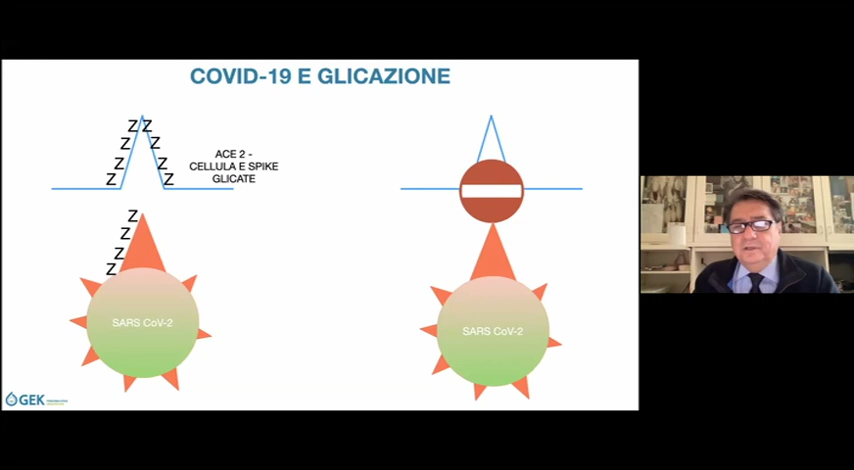 COVID-19 E GLICAZIONE
Z Z
Z Z
Z Z
Z Z
ACE 2 -
CELLULA E SPIKE
GLICATE
Z
Z
Z
Z
SARS CoV-2
SARS CoV-2
GEK